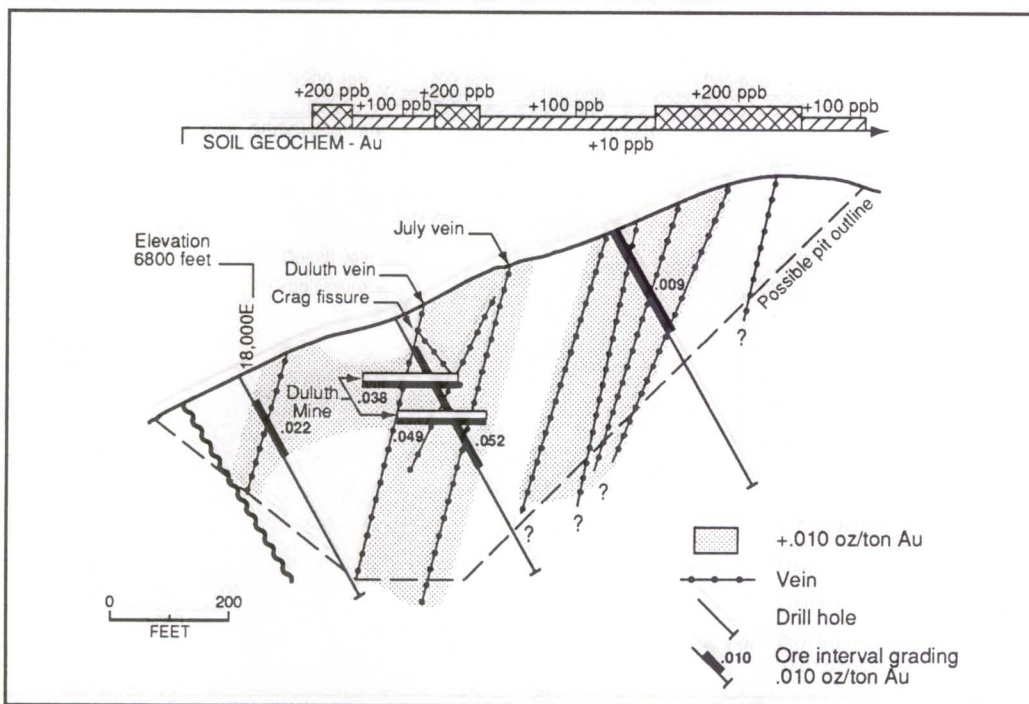 +200 ppb
+100 ppb
+200 ppb
+100 ppb
+200 ppb
+100 ppb
SOIL GEOCHEM - Au
+10 ppb
July vein
Elevation
6800 feet
Duluth vein
Crag fissure
18,000E
Possible pit outline
.009
Duluth
Mine
.038
.022
.049
.052
?
?
?
?
+.010 oz/ton Au
Vein
Drill hole
.010
Ore interval grading
.010 oz/ton Au
0
200
FEET